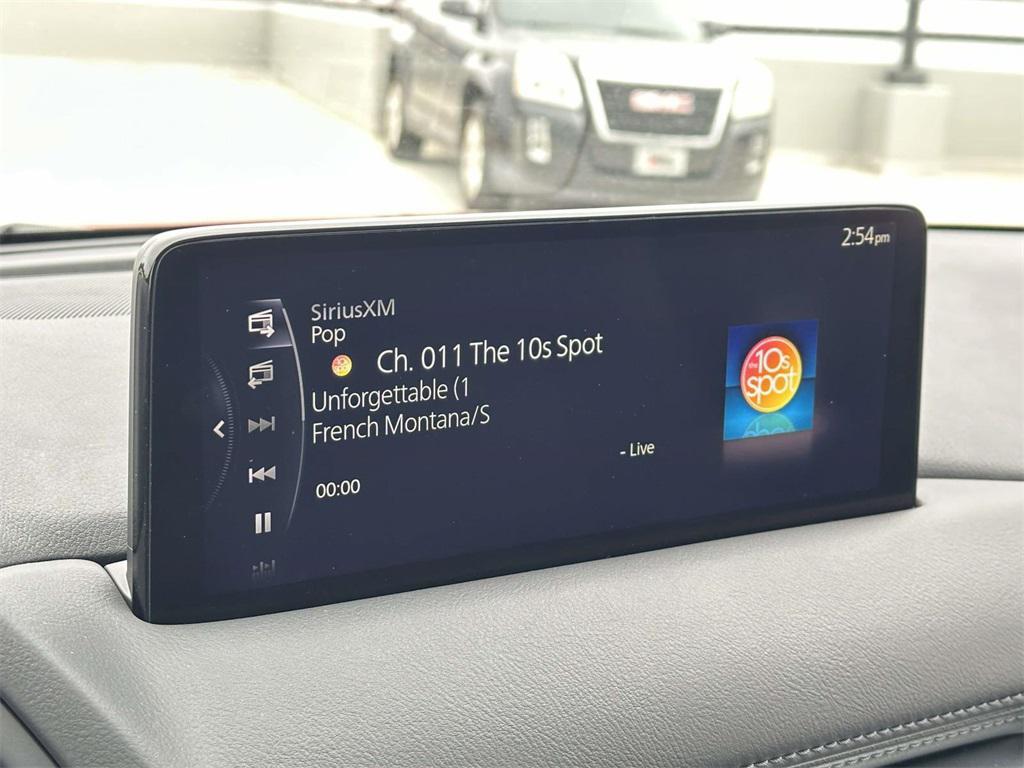 GMC
2:54pm
SiriusXM
Pop
Ch. 011 The 10s Spot
Unforgettable (1
French Montana/S
the
10s
spot
- Live
00:00